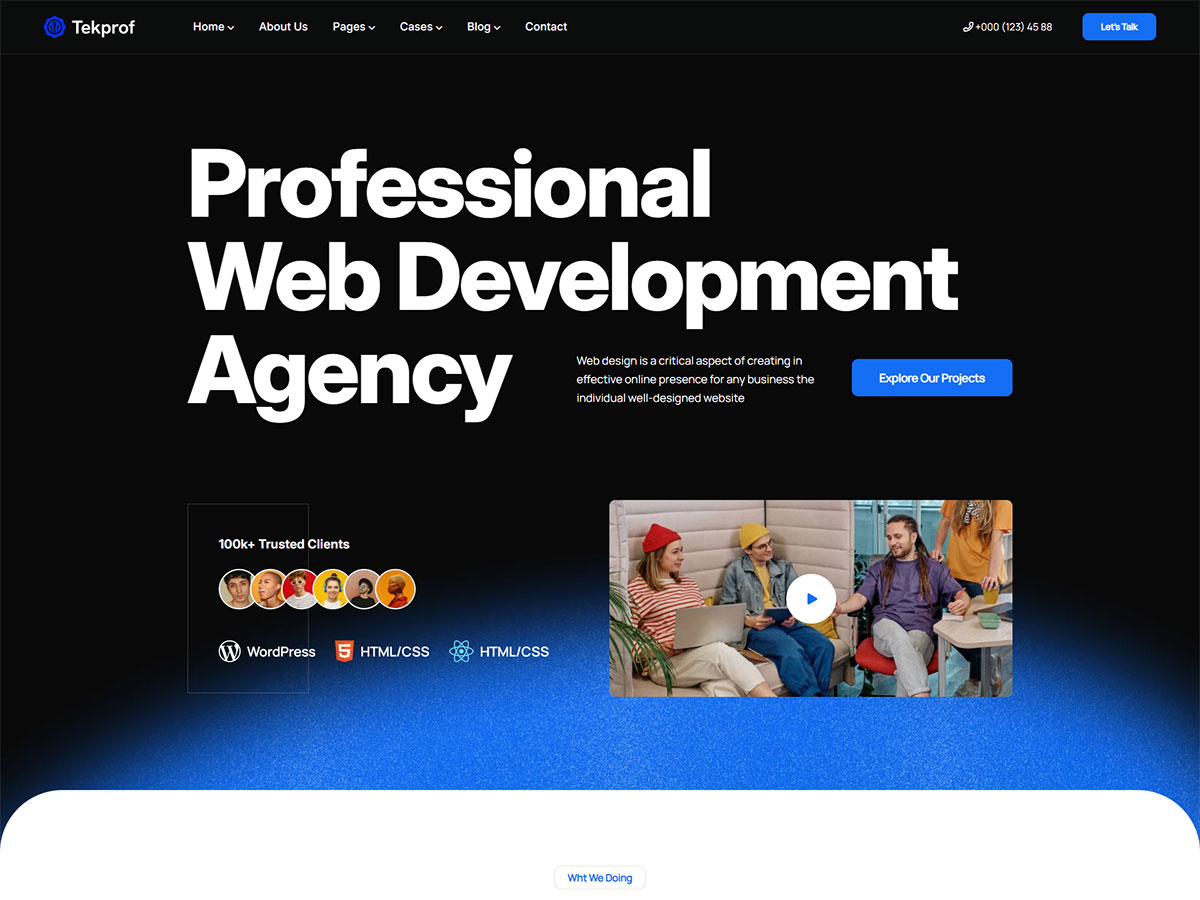 Tekprof
Home
About Us
Pages
Cases
Blog
Contact
+000 (123) 45 88
Let's Talk
Professional
Web Development
Agency
Web design is a critical aspect of creating in
effective online presence for any business the
individual well-designed website
Explore Our Projects
100k+ Trusted Clients
WordPress
5 HTML/CSS
HTML/CSS
Wht We Doing